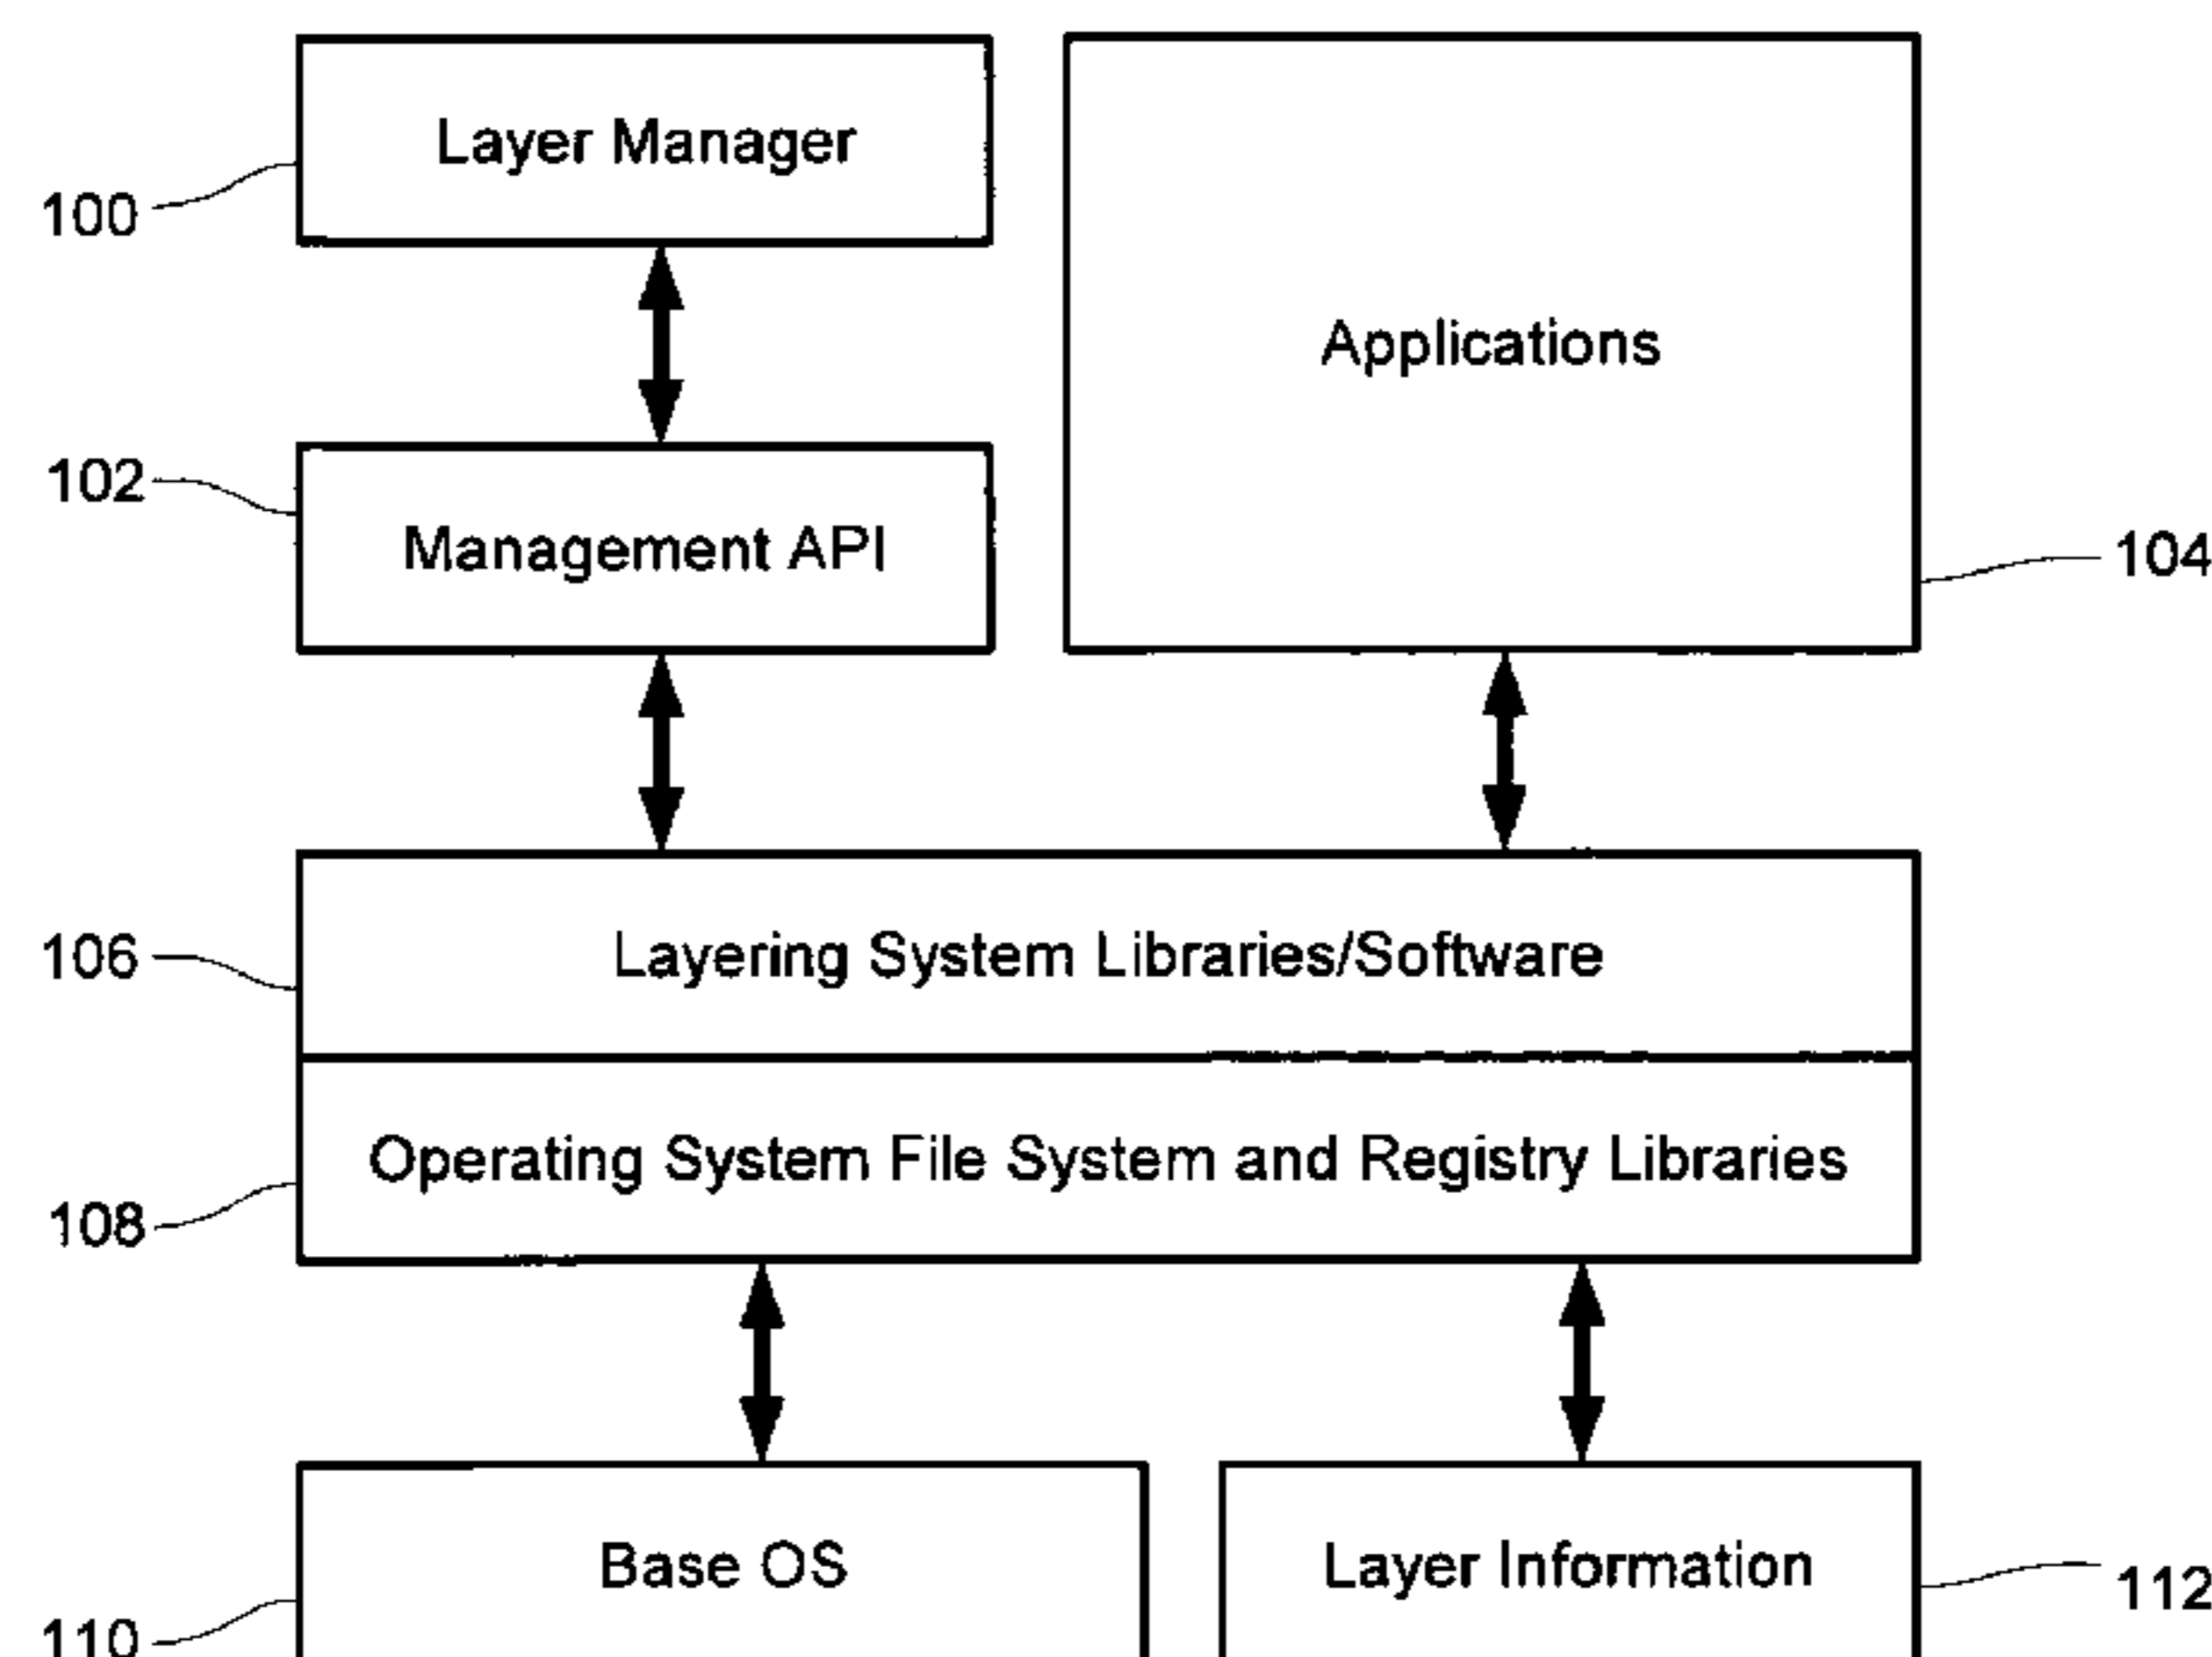 Layer Manager
100
Applications
102
Management API
104
106
Layering System Libraries/Software
Operating System File System and Registry Libraries
108
Base OS
Layer Information
112
110